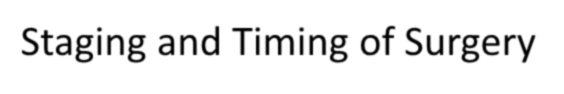 Staging and Timing of Surgery